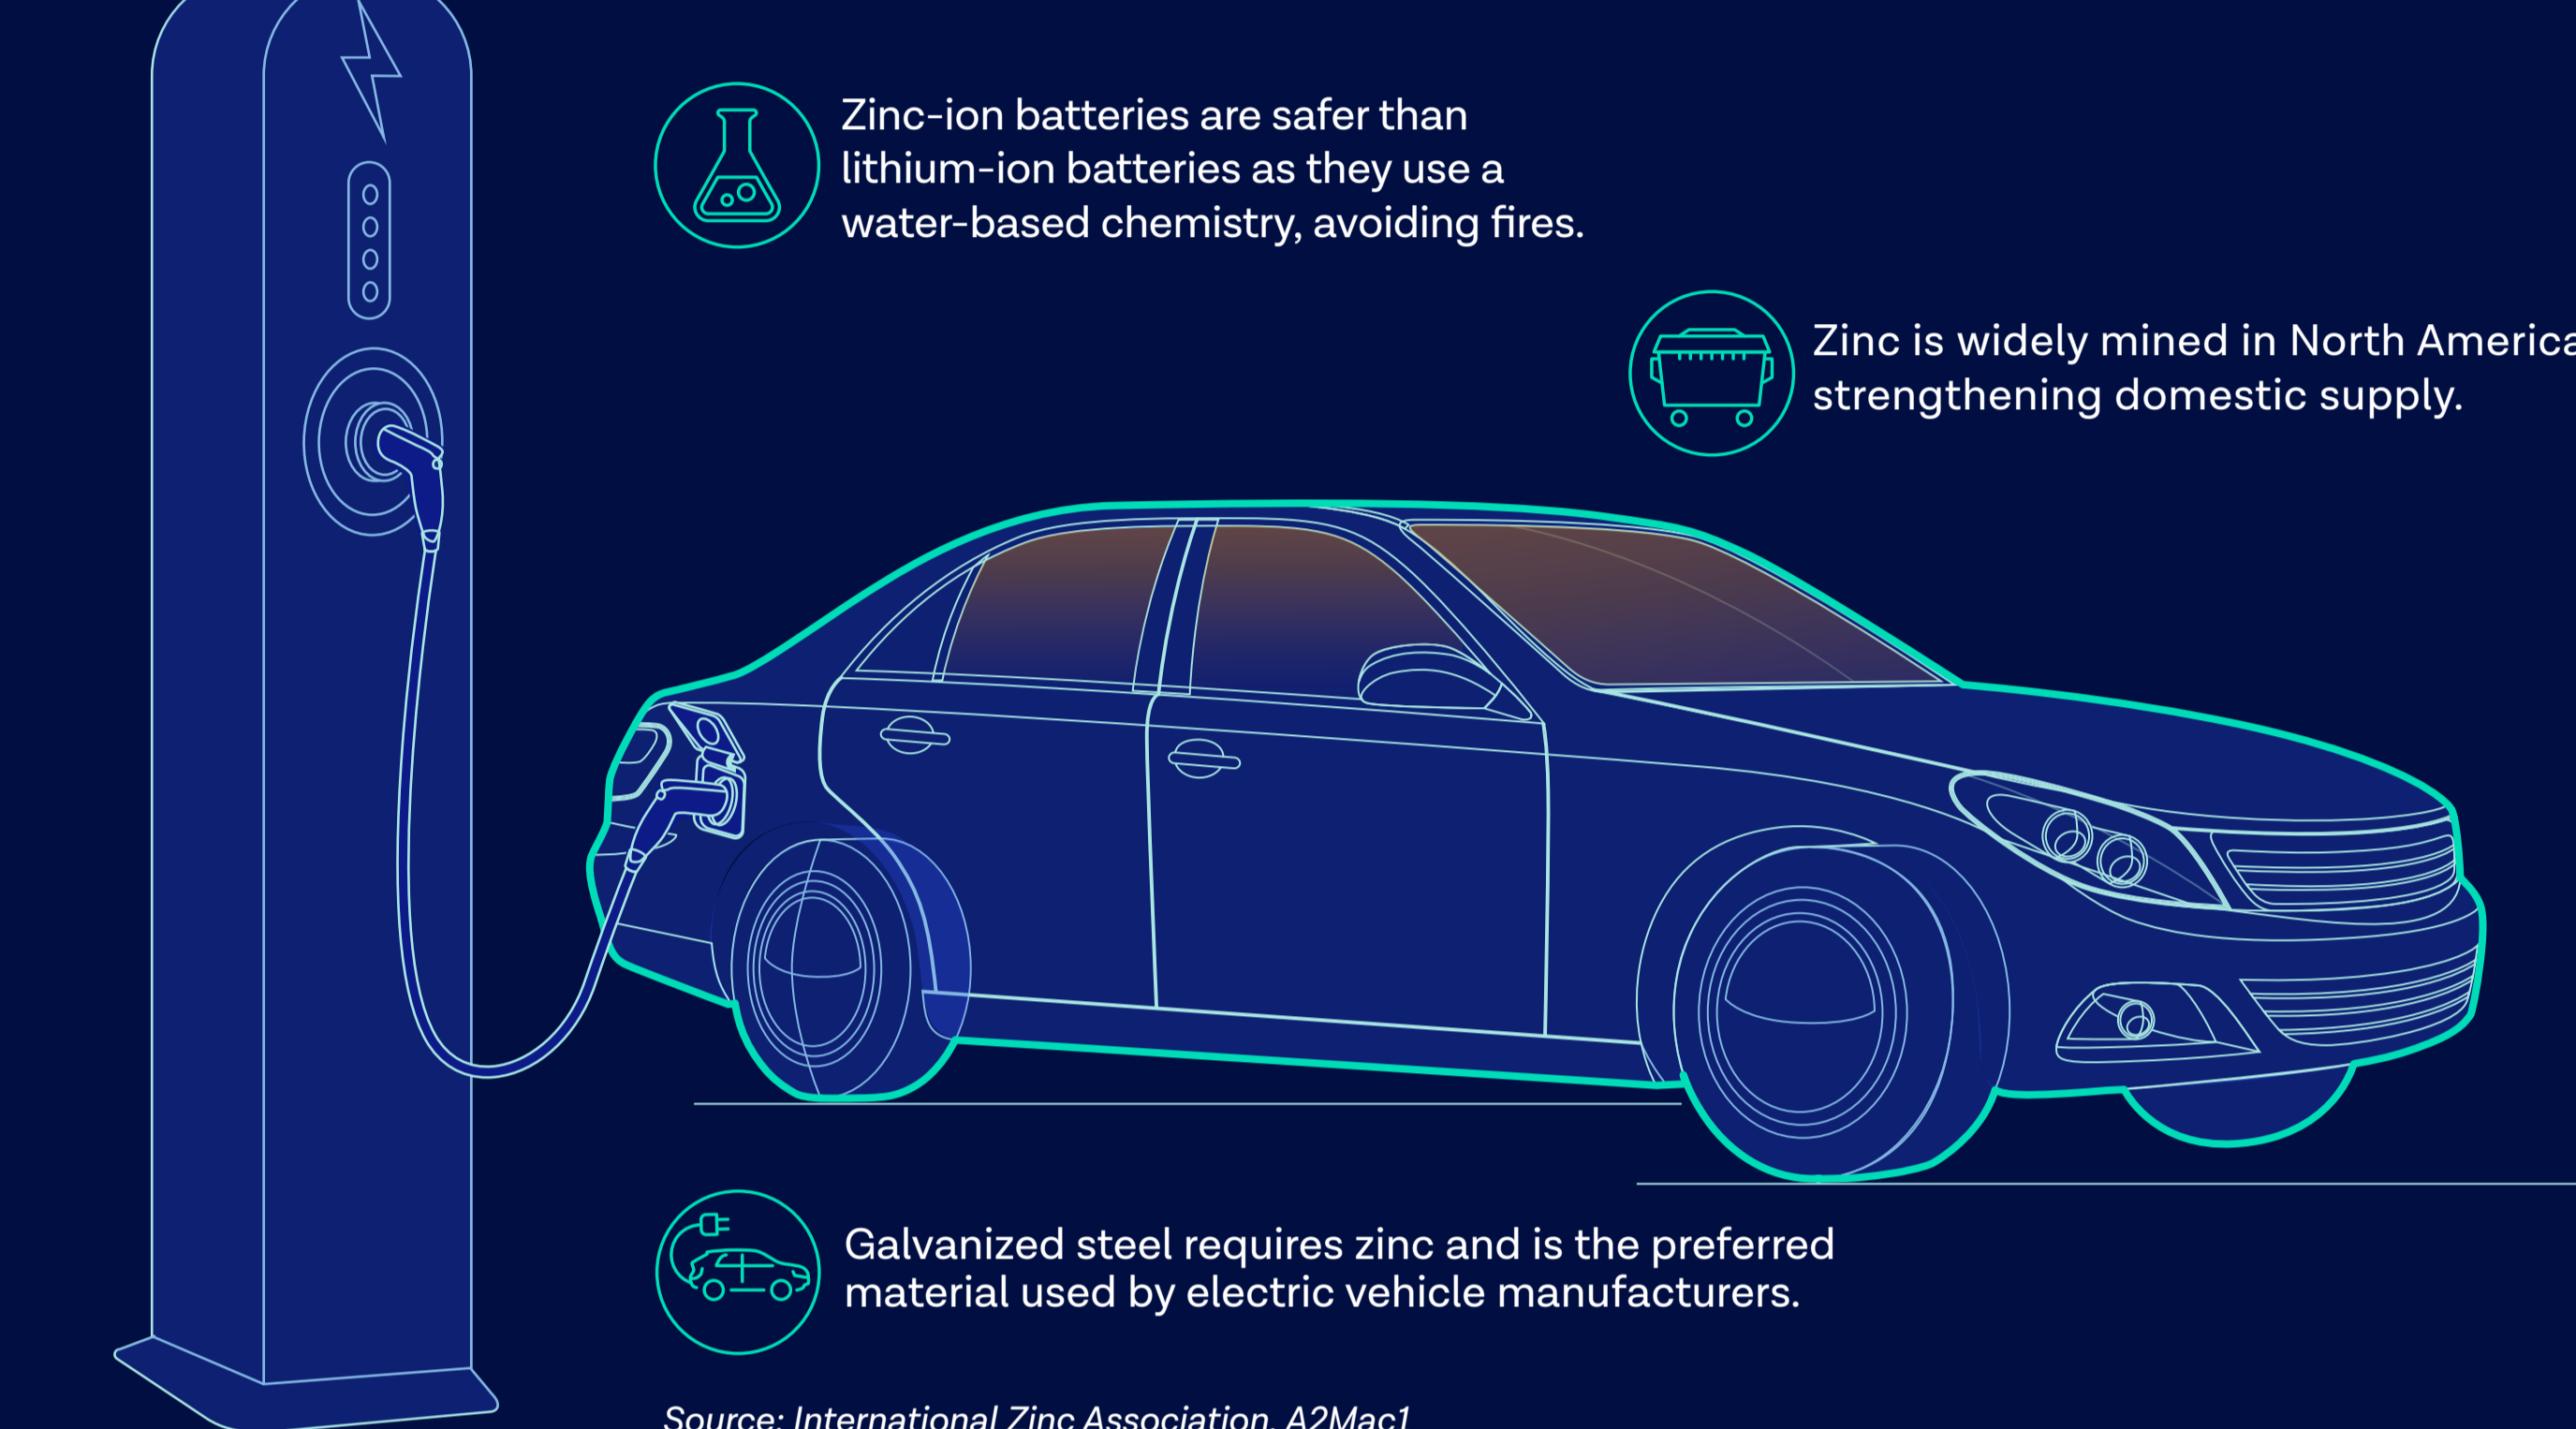 Zinc-ion batteries are safer than
lithium-ion batteries as they use a
water-based chemistry, avoiding fires.
Zinc is widely mined in North America
strengthening domestic supply.
Galvanized steel requires zinc and is the preferred
material used by electric vehicle manufacturers.
Source: International Zinc Association, A2Mac1